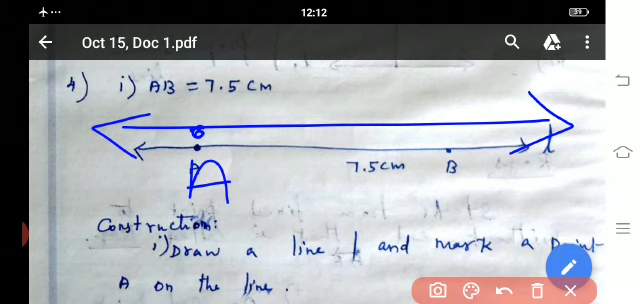 12:12
39
Oct 15, Doc 1.pdf
4) i) AB = 7.5 cm
l
A
7.5cm B
Construction:
i) Draw a line l and mark a point
A on the line.